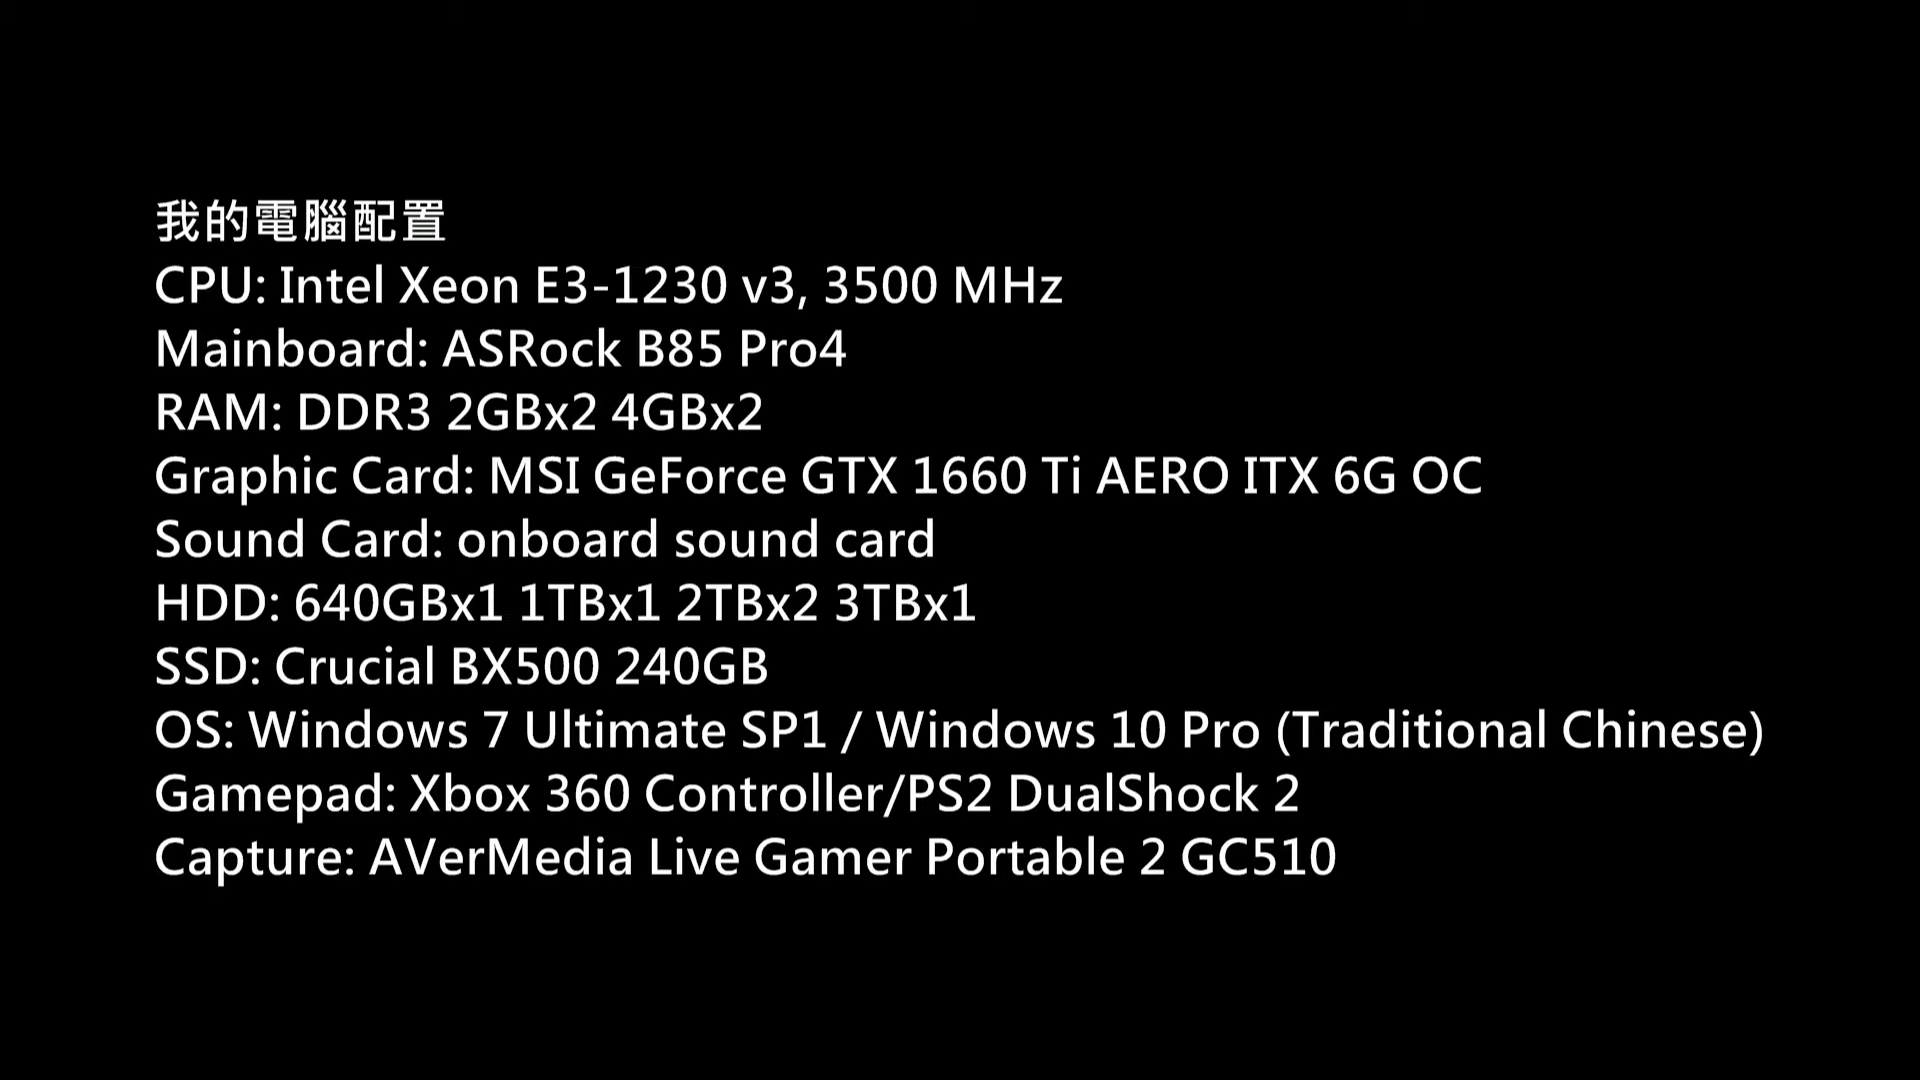 我的電腦配置
CPU: Intel Xeon E3-1230 v3, 3500 MHz
Mainboard: ASRock B85 Pro4
RAM: DDR3 2GBx2 4GBx2
Graphic Card: MSI GeForce GTX 1660 Ti AERO ITX 6G OC
Sound Card: onboard sound card
HDD: 640GBx1 1TBx1 2TBx2 3TBx1
SSD: Crucial BX500 240GB
OS: Windows 7 Ultimate SP1 / Windows 10 Pro (Traditional Chinese)
Gamepad: Xbox 360 Controller/PS2 DualShock 2
Capture: AVerMedia Live Gamer Portable 2 GC510